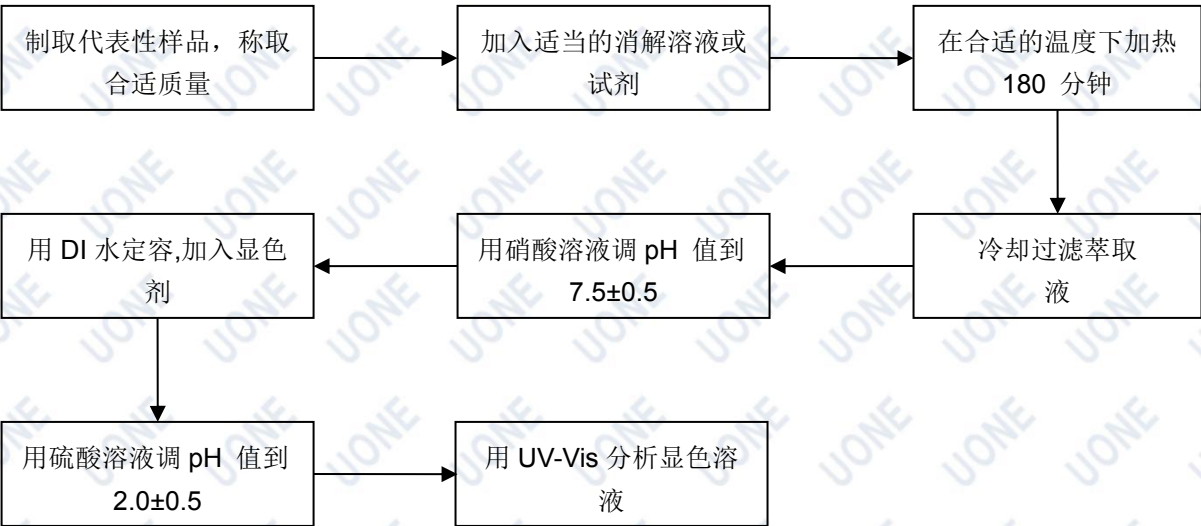 制取代表性样品，称取
合适质量
加入适当的消解溶液或
试剂
在合适的温度下加热
180 分钟
冷却过滤萃取
液
用硝酸溶液调 pH 值到
7.5±0.5
用 DI 水定容,加入显色
剂
用硫酸溶液调 pH 值到
2.0±0.5
用 UV-Vis 分析显色溶
液
UONE